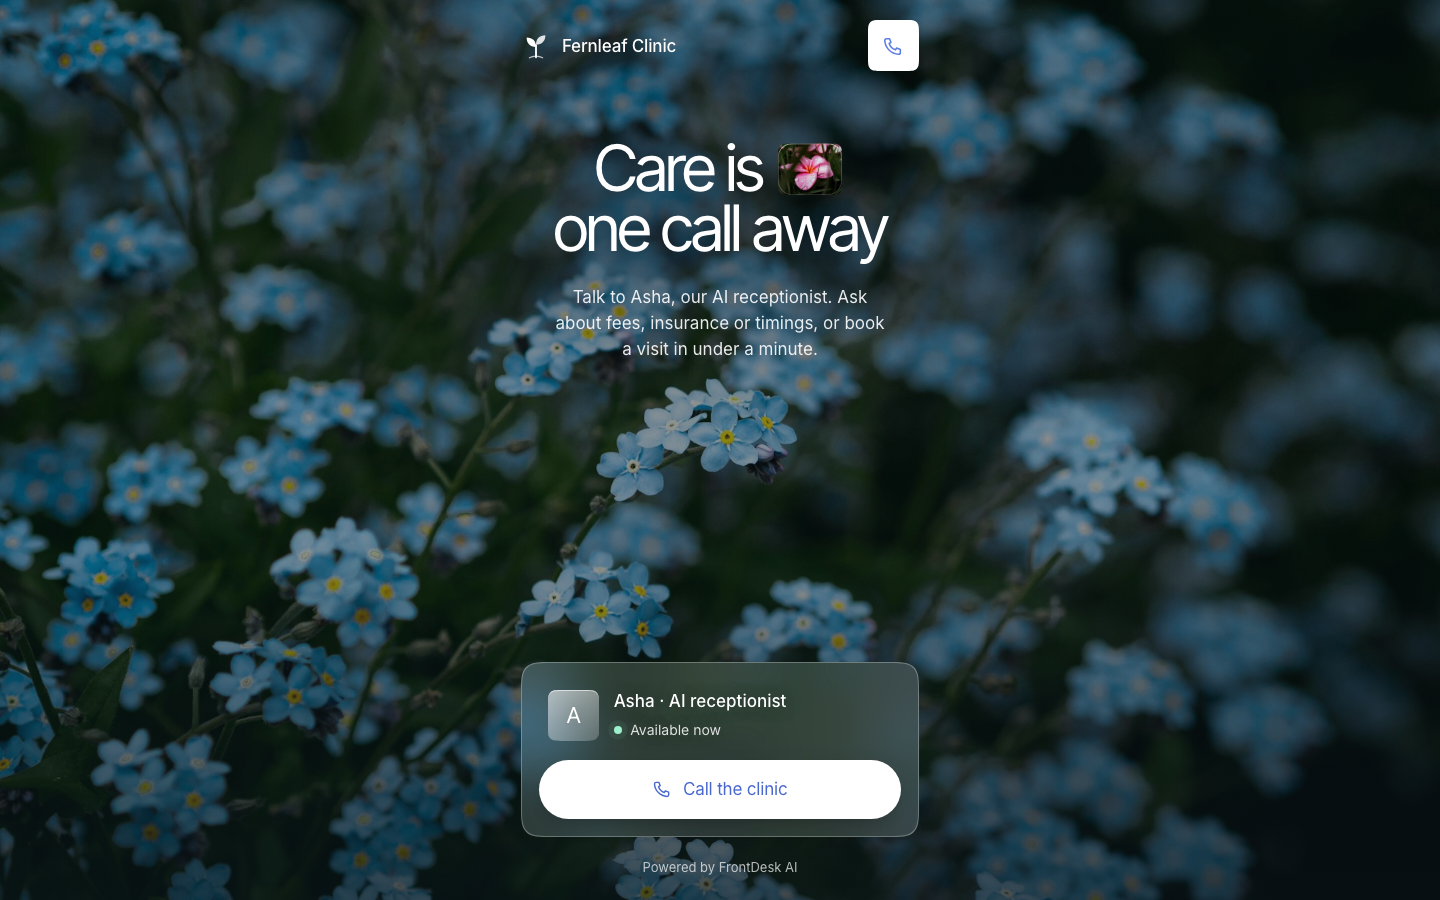 Fernleaf Clinic
Care is
one call away
Talk to Asha, our AI receptionist. Ask
about fees, insurance or timings, or book
a visit in under a minute.
A
Asha · AI receptionist
Available now
Call the clinic
Powered by FrontDesk AI